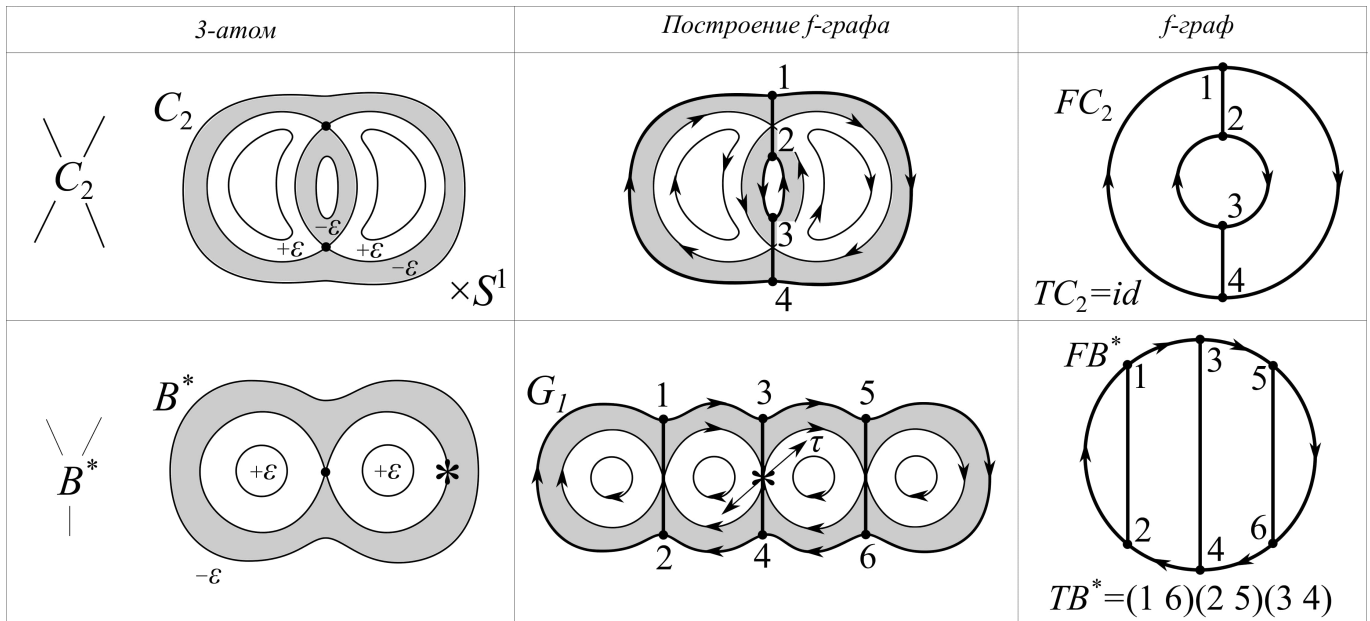 3-атом
Построение f-графа
f-граф
C₂
C₂
+ε
−ε
+ε
−ε
×S¹
1
2
3
4
FC₂
1
2
3
4
TC₂=id
B*
B*
+ε
+ε
*
−ε
G₁
1
3
5
τ
*
2
4
6
FB*
1
3
5
2
4
6
TB*=(1 6)(2 5)(3 4)